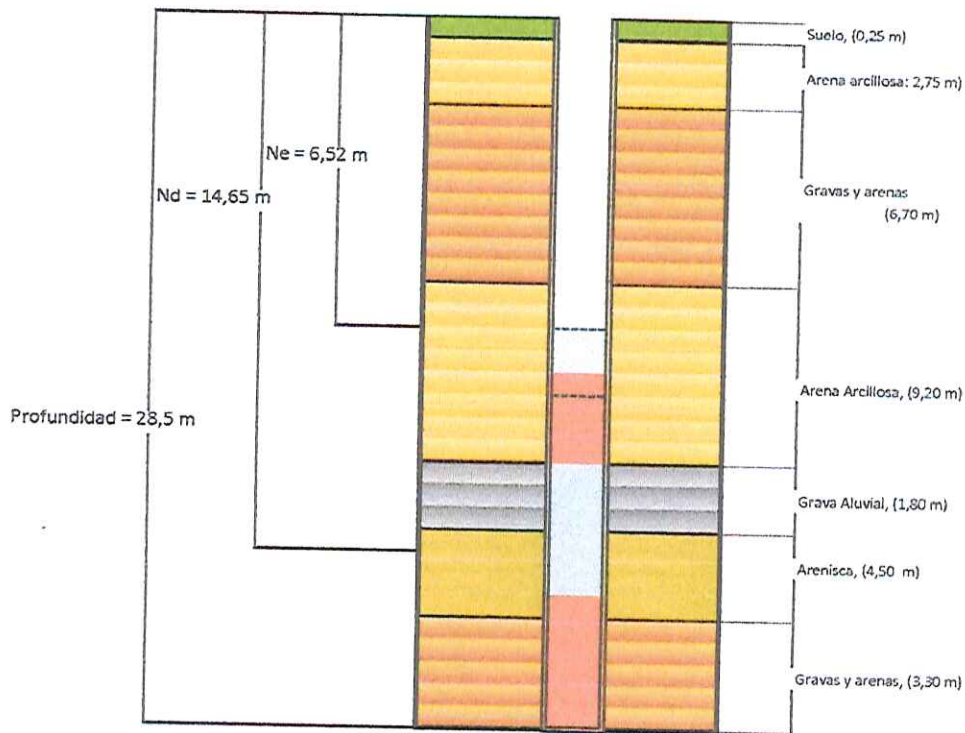 Suelo, (0,25 m)
Arena arcillosa: 2,75 m)
Ne = 6,52 m
Nd = 14,65 m
Gravas y arenas
(6,70 m)
Arena Arcillosa, (9,20 m)
Profundidad = 28,5 m
Grava Aluvial, (1,80 m)
Arenisca, (4,50 m)
Gravas y arenas, (3,30 m)